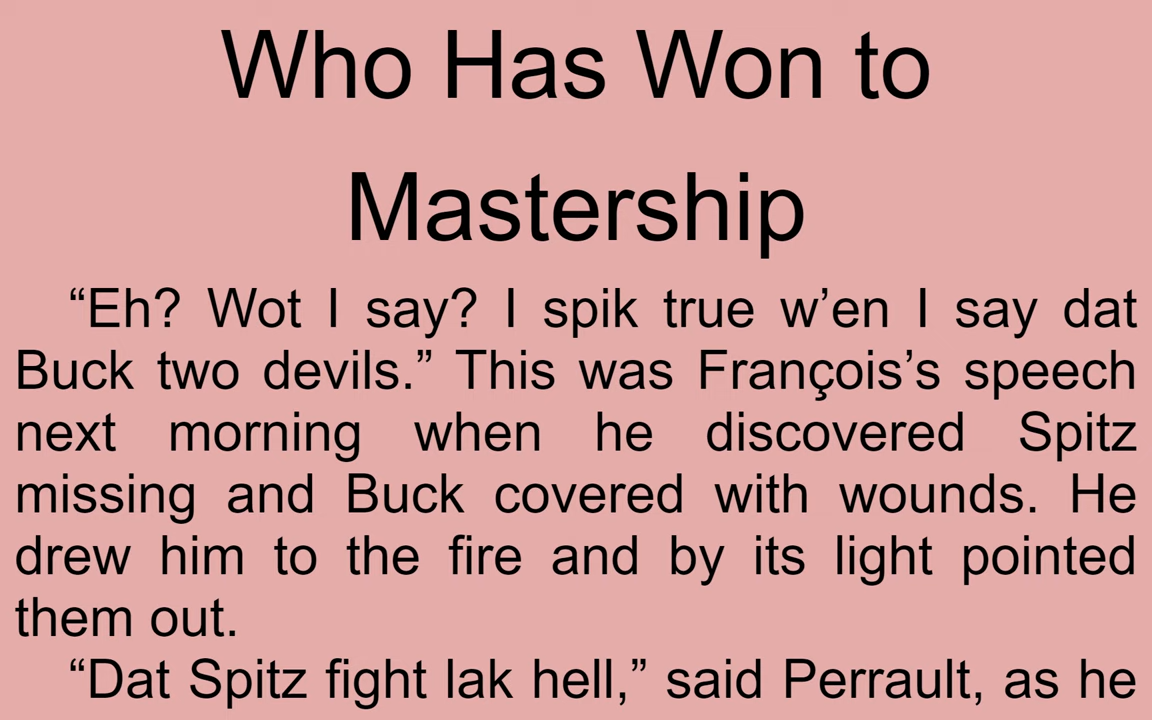 Who Has Won to
Mastership
“Eh? Wot I say? I spik true w’en I say dat
Buck two devils.” This was François’s speech
next morning when he discovered Spitz
missing and Buck covered with wounds. He
drew him to the fire and by its light pointed
them out.
“Dat Spitz fight lak hell,” said Perrault, as he